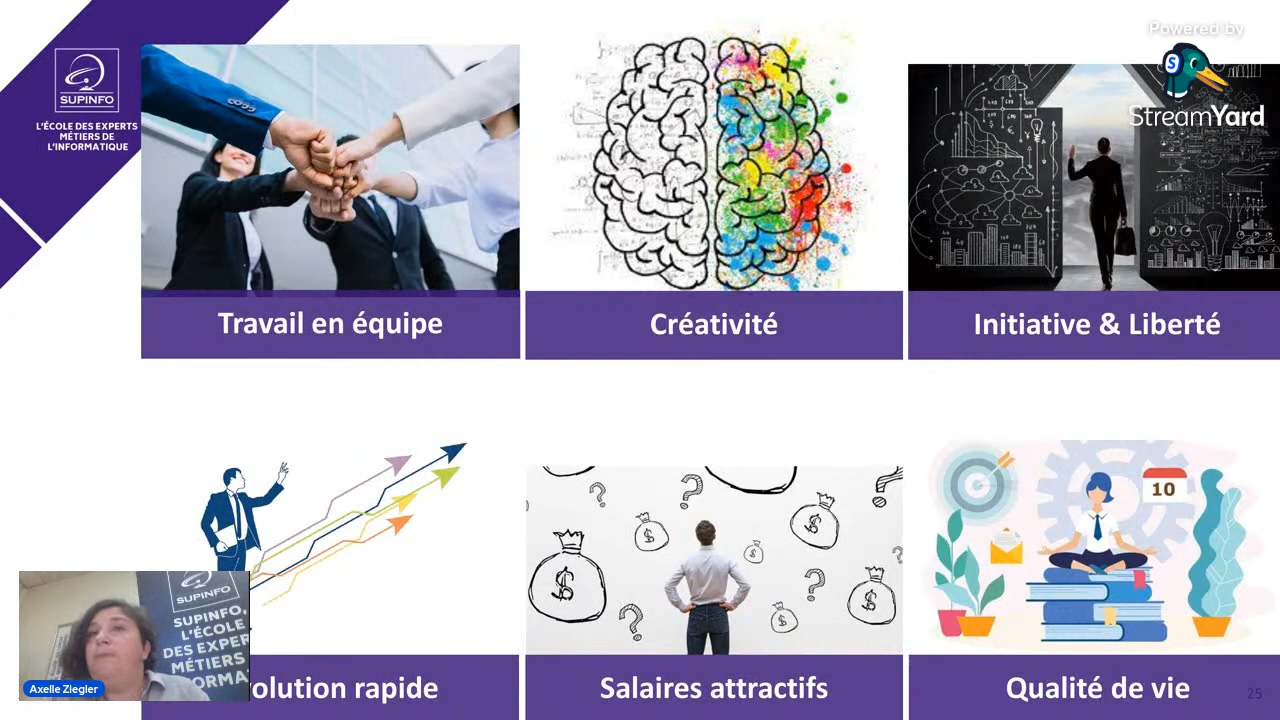 Powered by
StreamYard
SUPINFO
L'ÉCOLE DES EXPERTS
MÉTIERS DE
L'INFORMATIQUE
Travail en équipe
Créativité
Initiative & Liberté
10
SUPINFO
SUPINFO,
L'ÉCOLE
DES EXPER
MÉTIERS
ORMA
Axelle Ziegler
olution rapide
Salaires attractifs
Qualité de vie
25